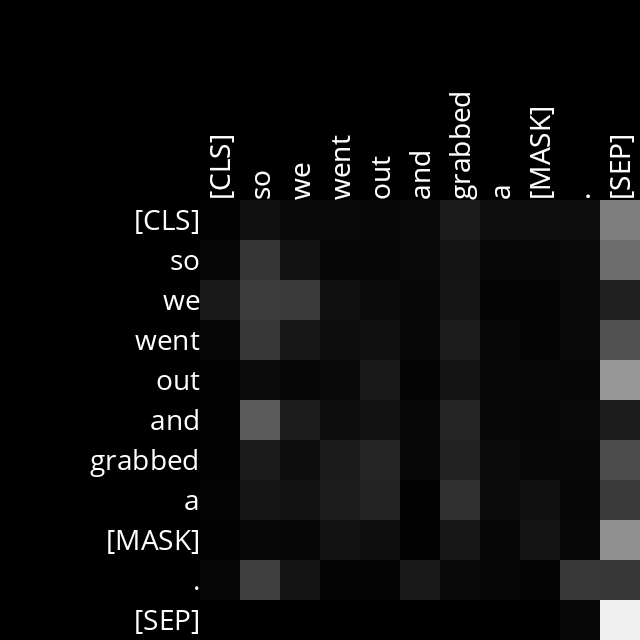 [CLS] so we went out and grabbed a [MASK] . [SEP]
[CLS]
so
we
went
out
and
grabbed
a
[MASK]
.
[SEP]